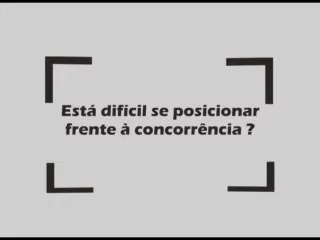 Está difícil se posicionar
frente à concorrência ?